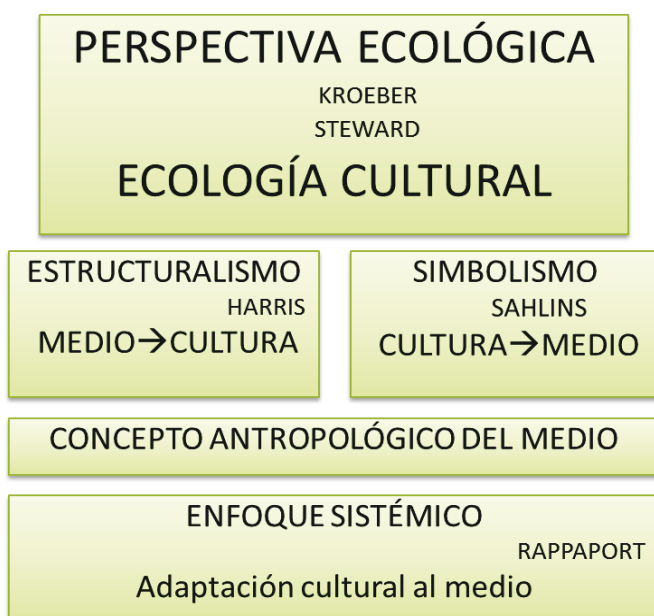 PERSPECTIVA ECOLÓGICA
KROEBER
STEWARD
ECOLOGÍA CULTURAL
ESTRUCTURALISMO
HARRIS
MEDIO→CULTURA
SIMBOLISMO
SAHLINS
CULTURA→MEDIO
CONCEPTO ANTROPOLÓGICO DEL MEDIO
ENFOQUE SISTÉMICO
RAPPAPORT
Adaptación cultural al medio